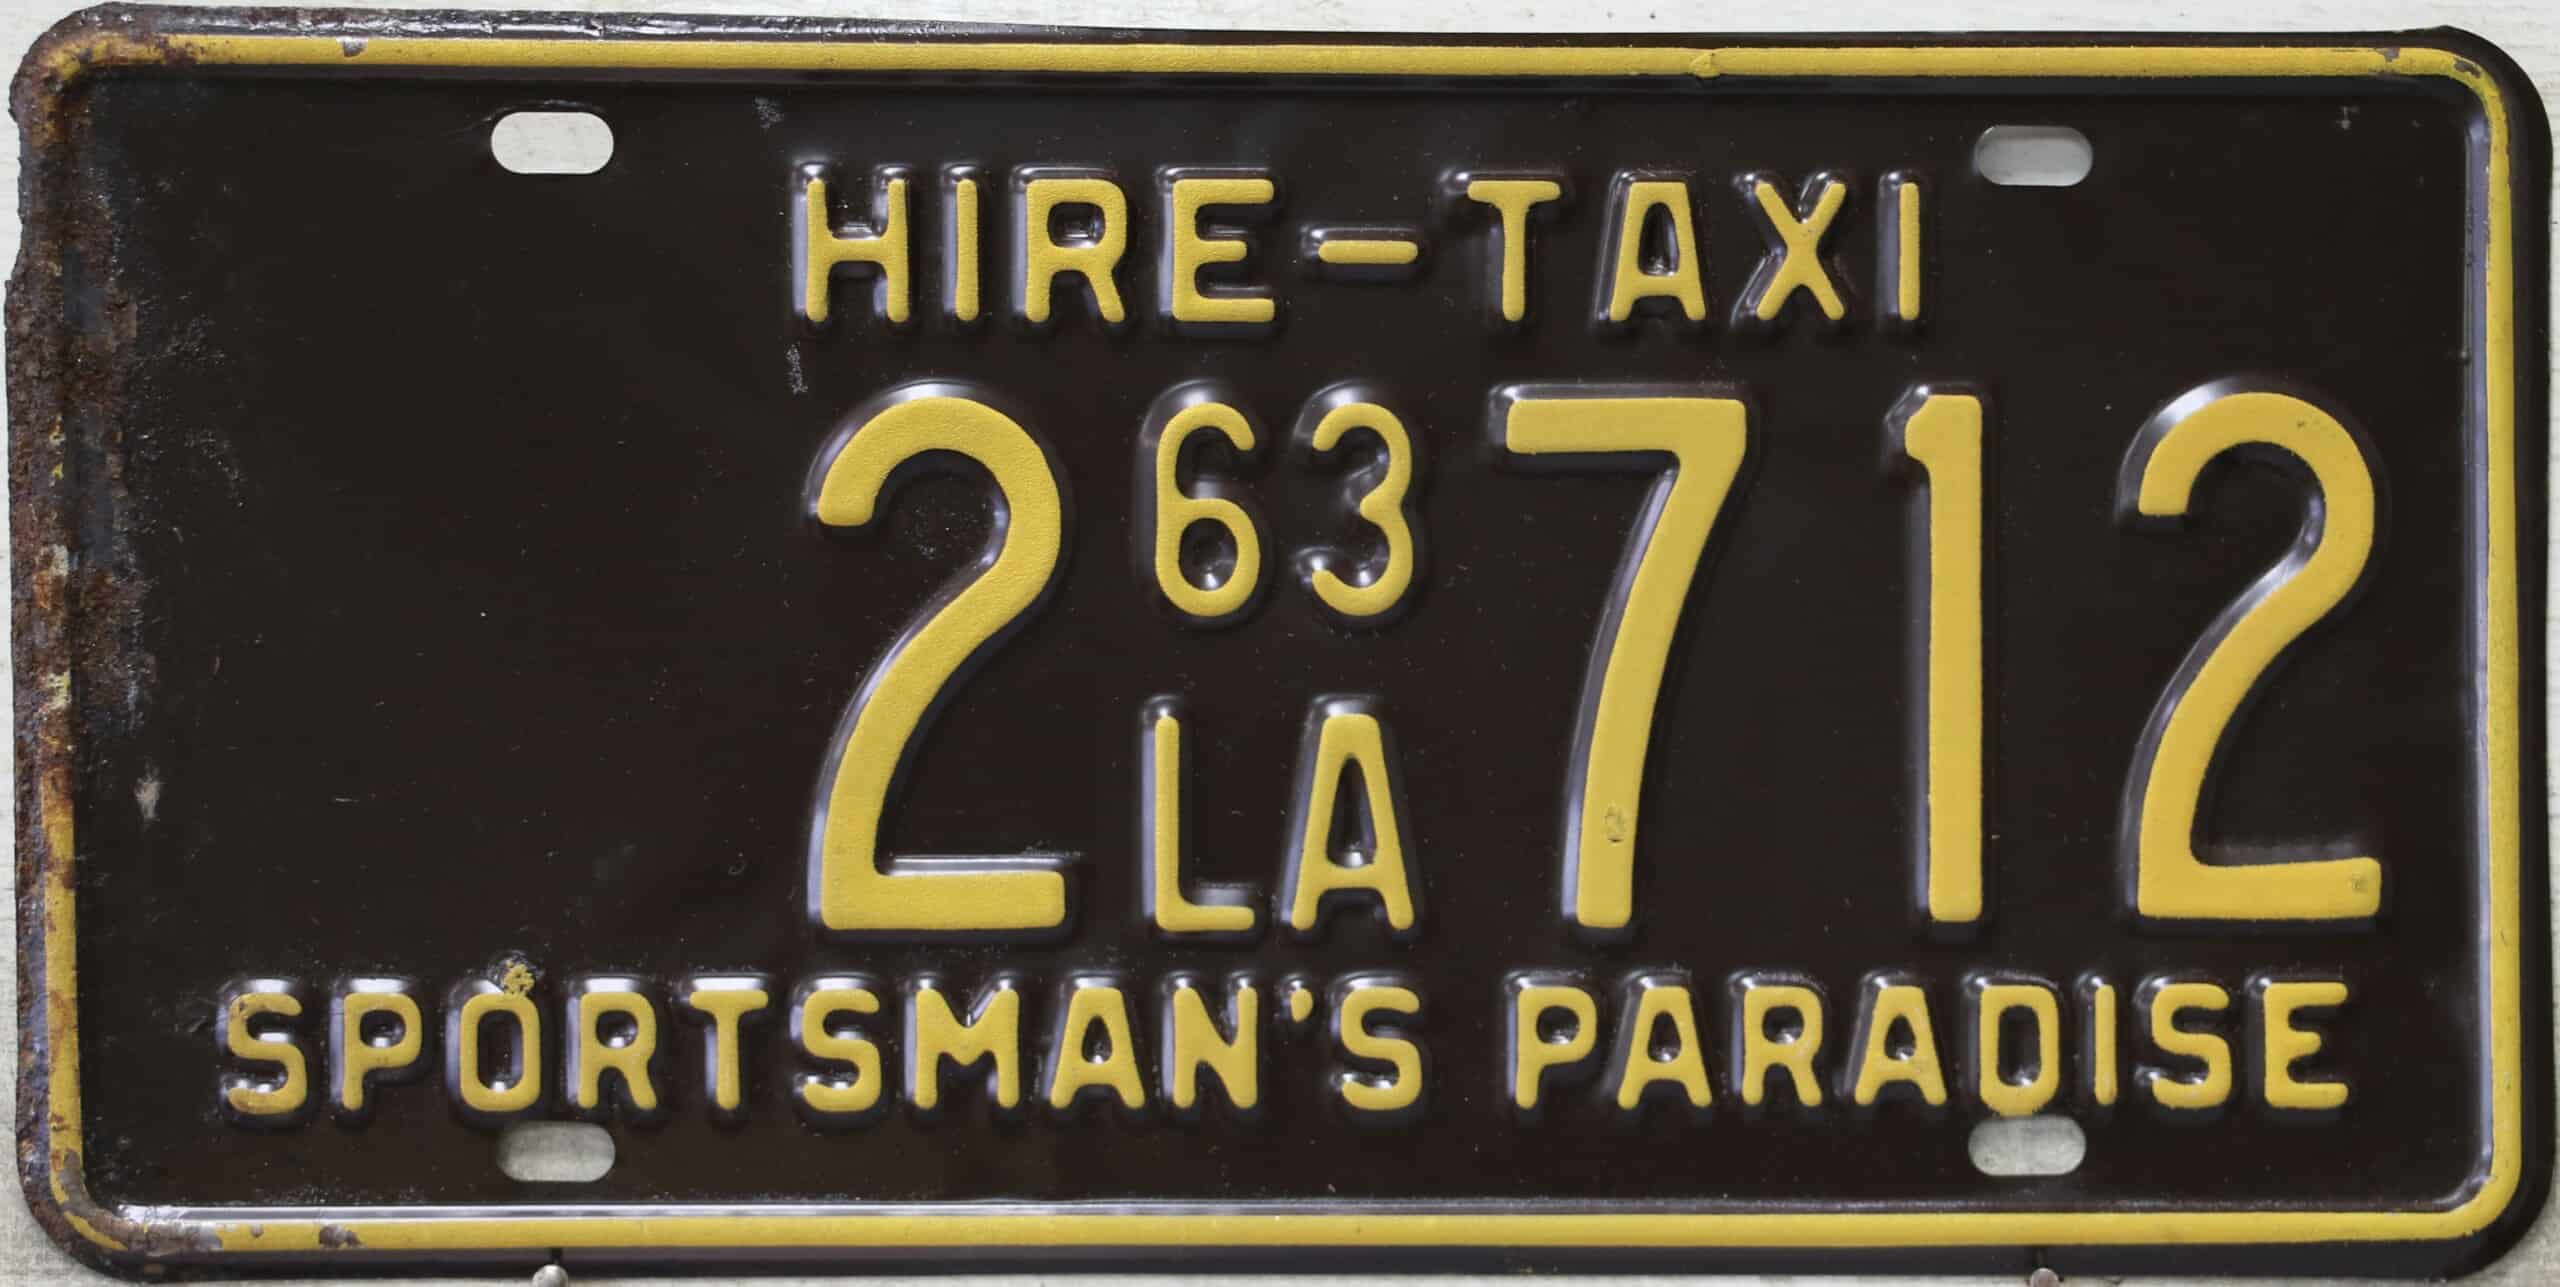 HIRE-TAXI
2 63 LA 712
SPORTSMAN'S PARADISE